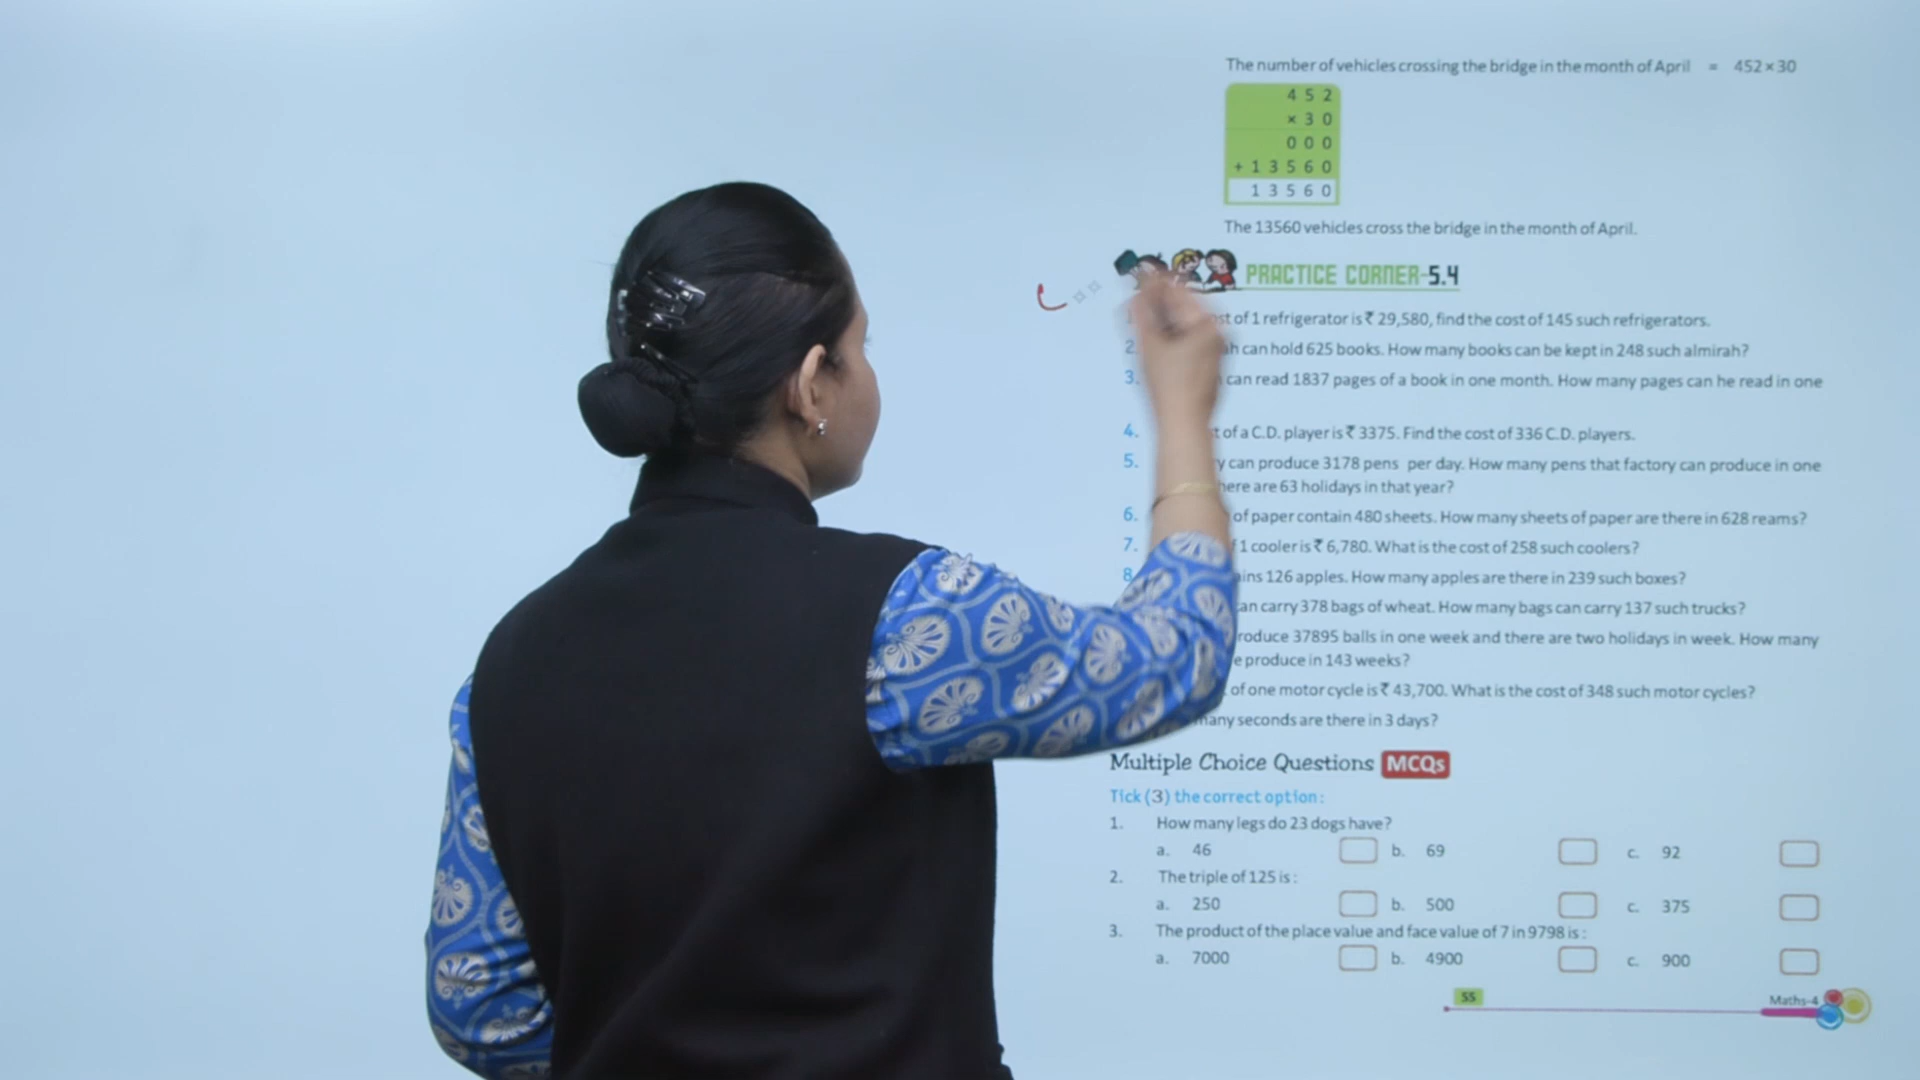 The number of vehicles crossing the bridge in the month of April = 452×30
4 5 2
× 3 0
0 0 0
+ 1 3 5 6 0
1 3 5 6 0
The 13560 vehicles cross the bridge in the month of April.
PRACTICE CORNER-5.4
of 1 refrigerator is ₹ 29,580, find the cost of 145 such refrigerators.
2. can hold 625 books. How many books can be kept in 248 such almirah?
3. can read 1837 pages of a book in one month. How many pages can he read in one
4. of a C.D. player is ₹ 3375. Find the cost of 336 C.D. players.
5. can produce 3178 pens per day. How many pens that factory can produce in one
are 63 holidays in that year?
6. of paper contain 480 sheets. How many sheets of paper are there in 628 reams?
7. 1 cooler is ₹ 6,780. What is the cost of 258 such coolers?
8. 126 apples. How many apples are there in 239 such boxes?
carry 378 bags of wheat. How many bags can carry 137 such trucks?
37895 balls in one week and there are two holidays in week. How many
produce in 143 weeks?
of one motor cycle is ₹ 43,700. What is the cost of 348 such motor cycles?
seconds are there in 3 days?
Multiple Choice Questions MCQs
Tick (3) the correct option :
1. How many legs do 23 dogs have?
a. 46 b. 69 c. 92
2. The triple of 125 is :
a. 250 b. 500 c. 375
3. The product of the place value and face value of 7 in 9798 is :
a. 7000 b. 4900 c. 900
55
Maths-4